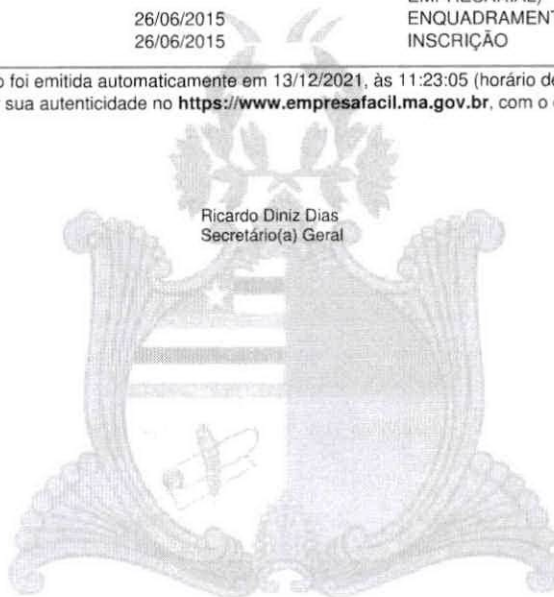 EMPRESARIAL)
26/06/2015 ENQUADRAMENT
26/06/2015 INSCRIÇÃO
o foi emitida automaticamente em 13/12/2021, às 11:23:05 (horário de
sua autenticidade no https://www.empresafacil.ma.gov.br, com o
Ricardo Diniz Dias
Secretário(a) Geral